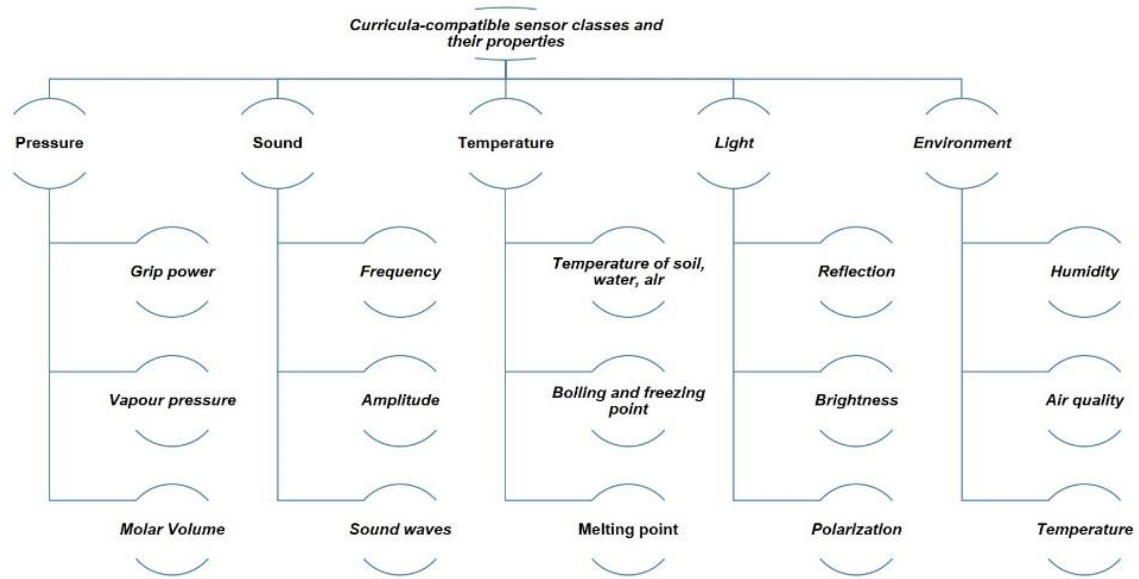 Curricula-compatible sensor classes and
their properties
Pressure
Sound
Temperature
Light
Environment
Grip power
Frequency
Temperature of soil,
water, air
Reflection
Humidity
Vapour pressure
Amplitude
Boiling and freezing
point
Brightness
Air quality
Molar Volume
Sound waves
Melting point
Polarization
Temperature